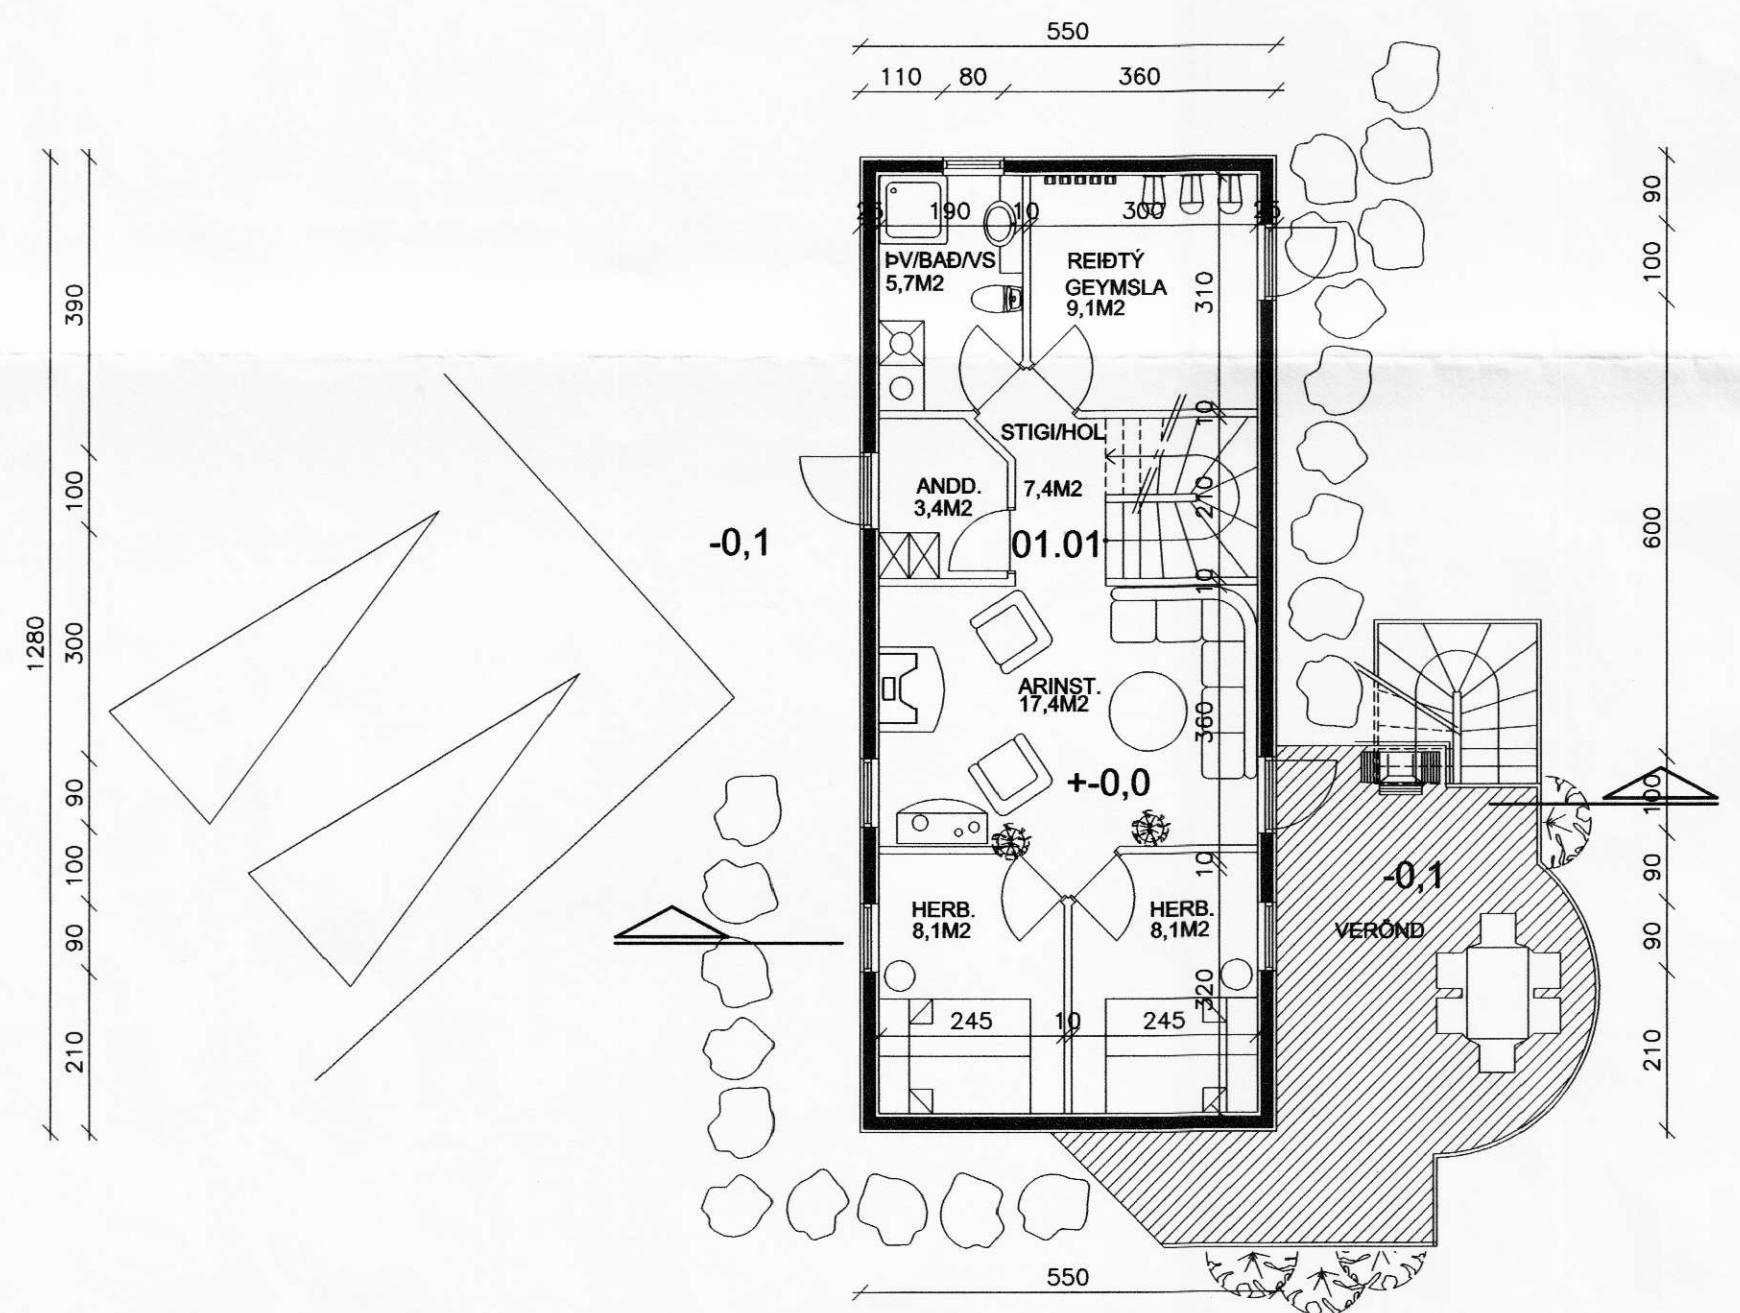 550
110 80 360
25 190 10 300 25
ÞV/BAÐ/VS
5,7M2
REIÐTÝ
GEYMSLA
9,1M2
310
10
STIGI/HOL
7,4M2
210
10
ANDD.
3,4M2
01.01
-0,1
ARINST.
17,4M2
360
+-0,0
10
HERB.
8,1M2
HERB.
8,1M2
320
245 10 245
-0,1
VERÖND
550
1280
390
100
300
90
100
90
210
90
100
600
100
90
90
210